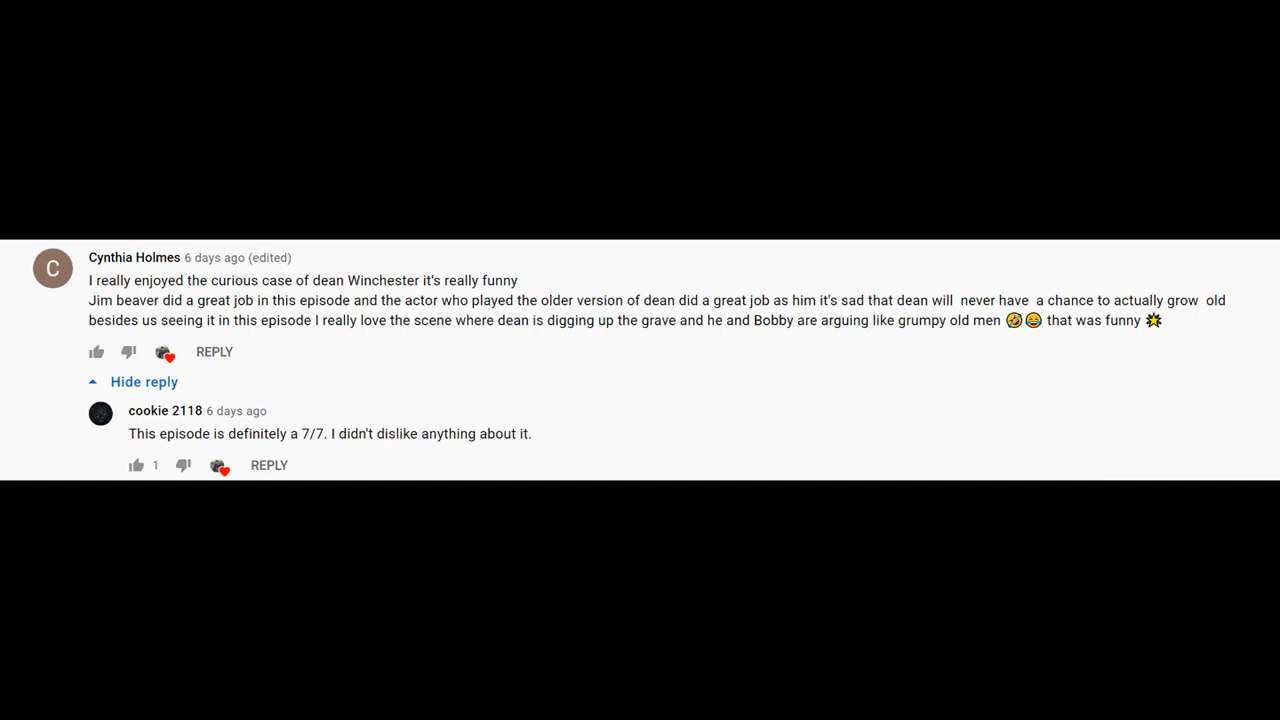 C
Cynthia Holmes 6 days ago (edited)
I really enjoyed the curious case of dean Winchester it's really funny
Jim beaver did a great job in this episode and the actor who played the older version of dean did a great job as him it's sad that dean will  never have  a chance to actually grow  old
besides us seeing it in this episode I really love the scene where dean is digging up the grave and he and Bobby are arguing like grumpy old men 🤣😂 that was funny 🌟
REPLY
Hide reply
cookie 2118 6 days ago
This episode is definitely a 7/7. I didn't dislike anything about it.
1 REPLY